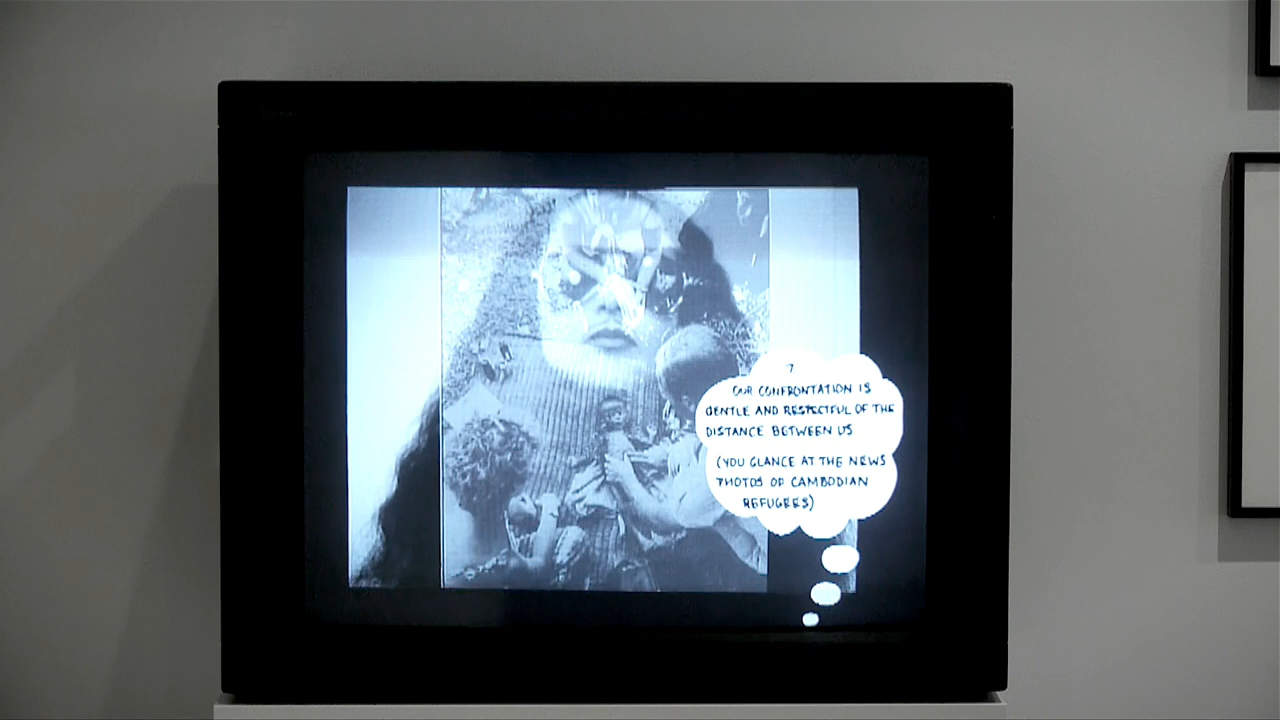 7
OUR CONFRONTATION IS
GENTLE AND RESPECTFUL OF THE
DISTANCE BETWEEN US
(YOU GLANCE AT THE NEWS
PHOTOS OF CAMBODIAN
REFUGEES)